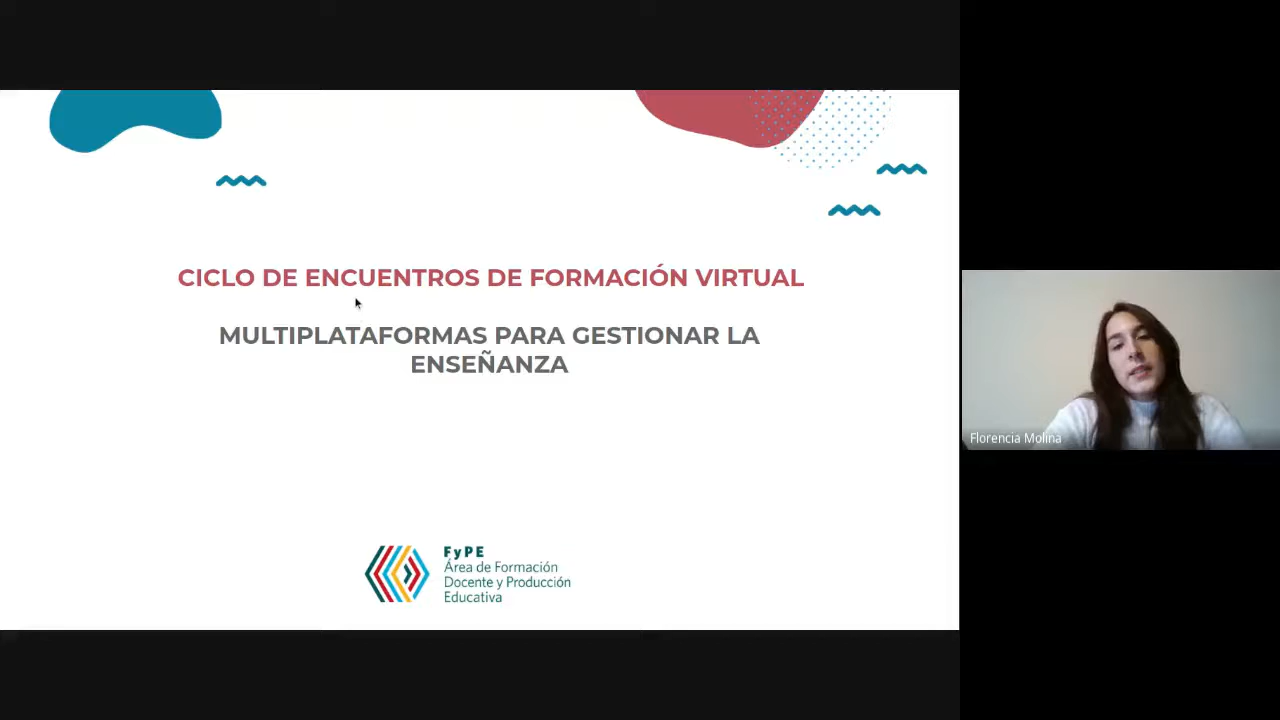 CICLO DE ENCUENTROS DE FORMACIÓN VIRTUAL
MULTIPLATAFORMAS PARA GESTIONAR LA
ENSEÑANZA
FyPE
Área de Formación
Docente y Producción
Educativa
Florencia Molina